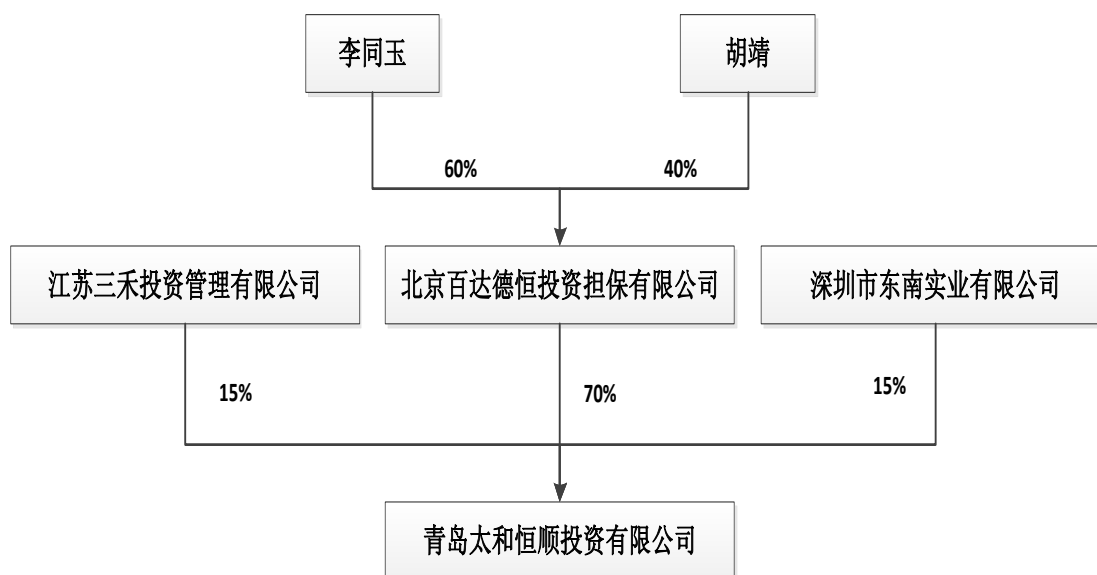 李同玉
胡靖
60%
40%
江苏三禾投资管理有限公司
北京百达德恒投资担保有限公司
深圳市东南实业有限公司
15%
70%
15%
青岛太和恒顺投资有限公司